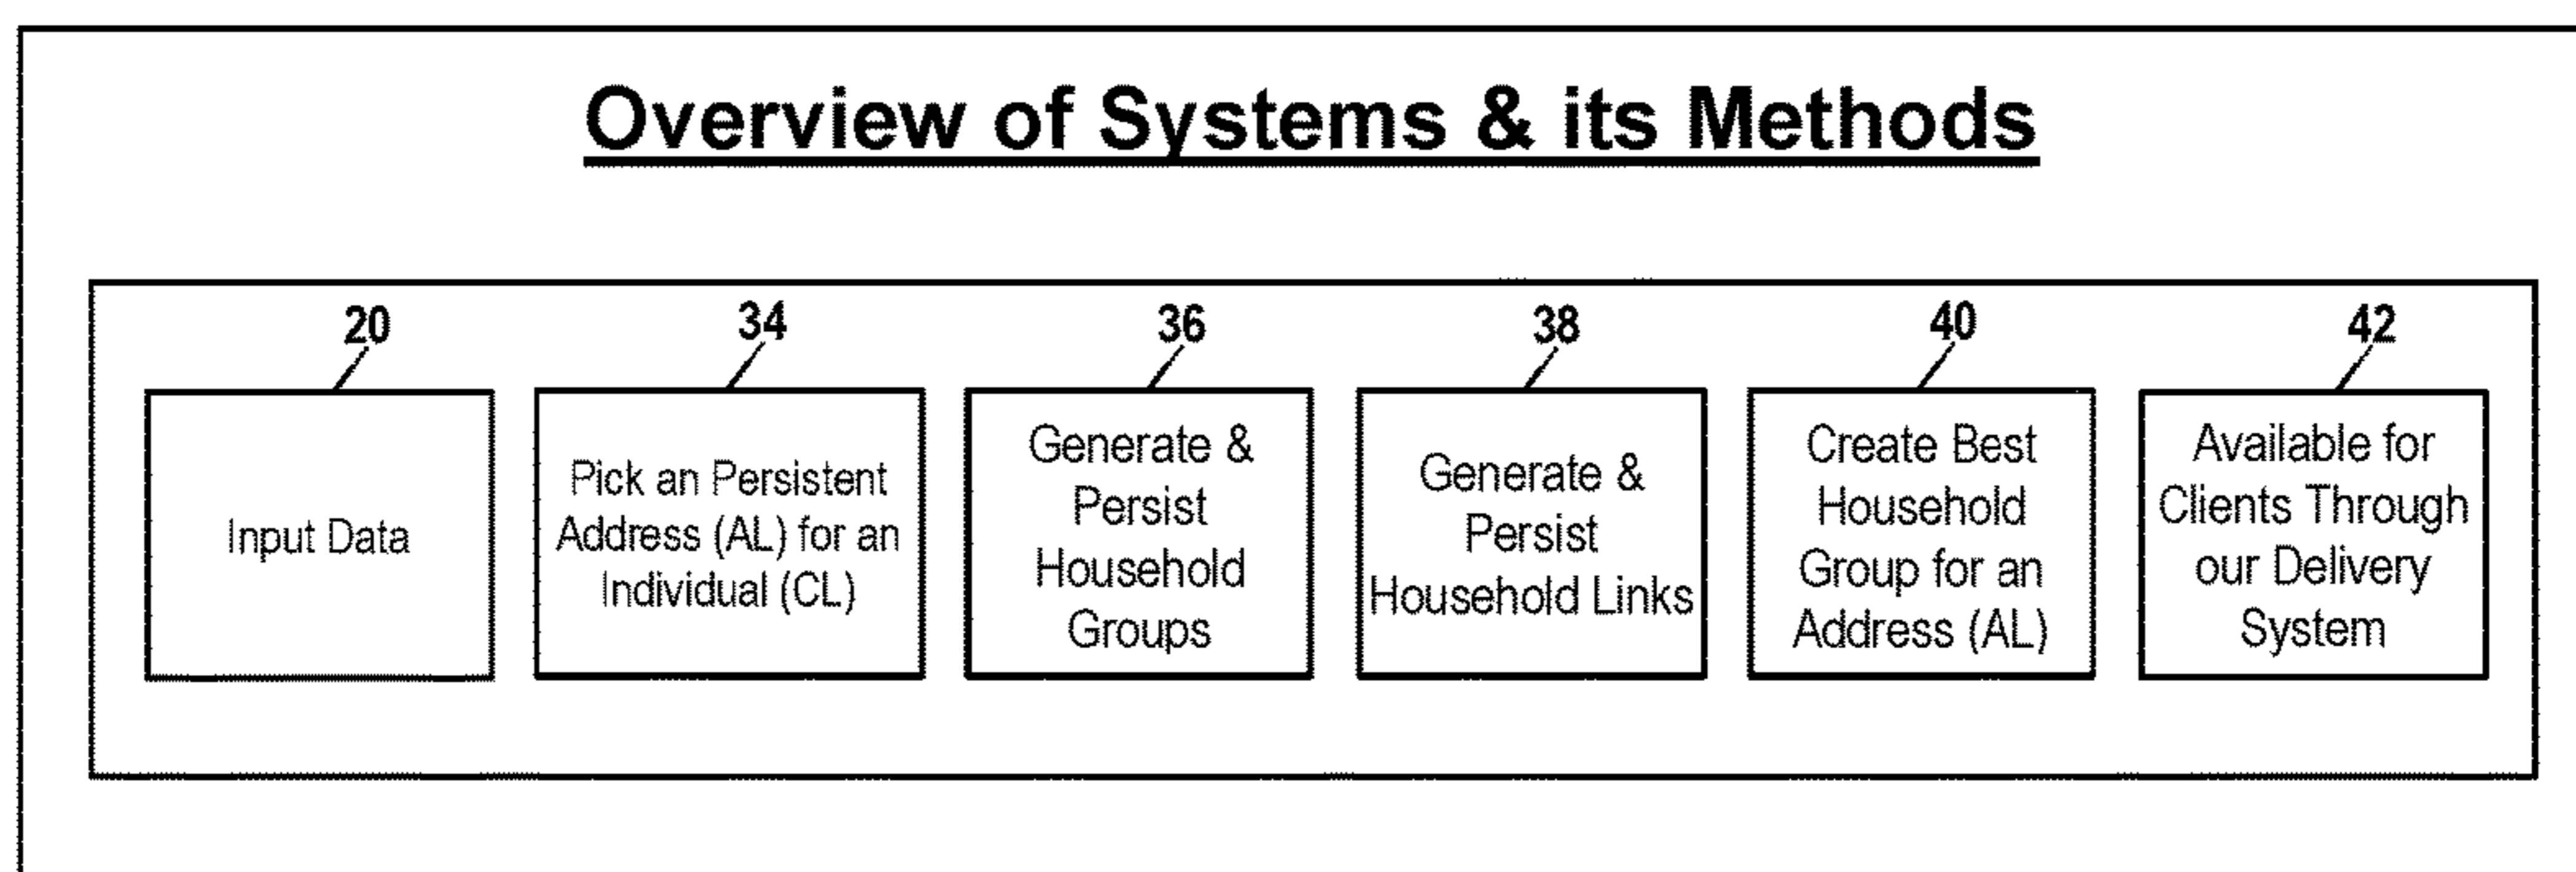 Overview of Systems & its Methods
20
34
36
38
40
42
Input Data
Pick an Persistent
Address (AL) for an
Individual (CL)
Generate &
Persist
Household
Groups
Generate &
Persist
Household Links
Create Best
Household
Group for an
Address (AL)
Available for
Clients Through
our Delivery
System